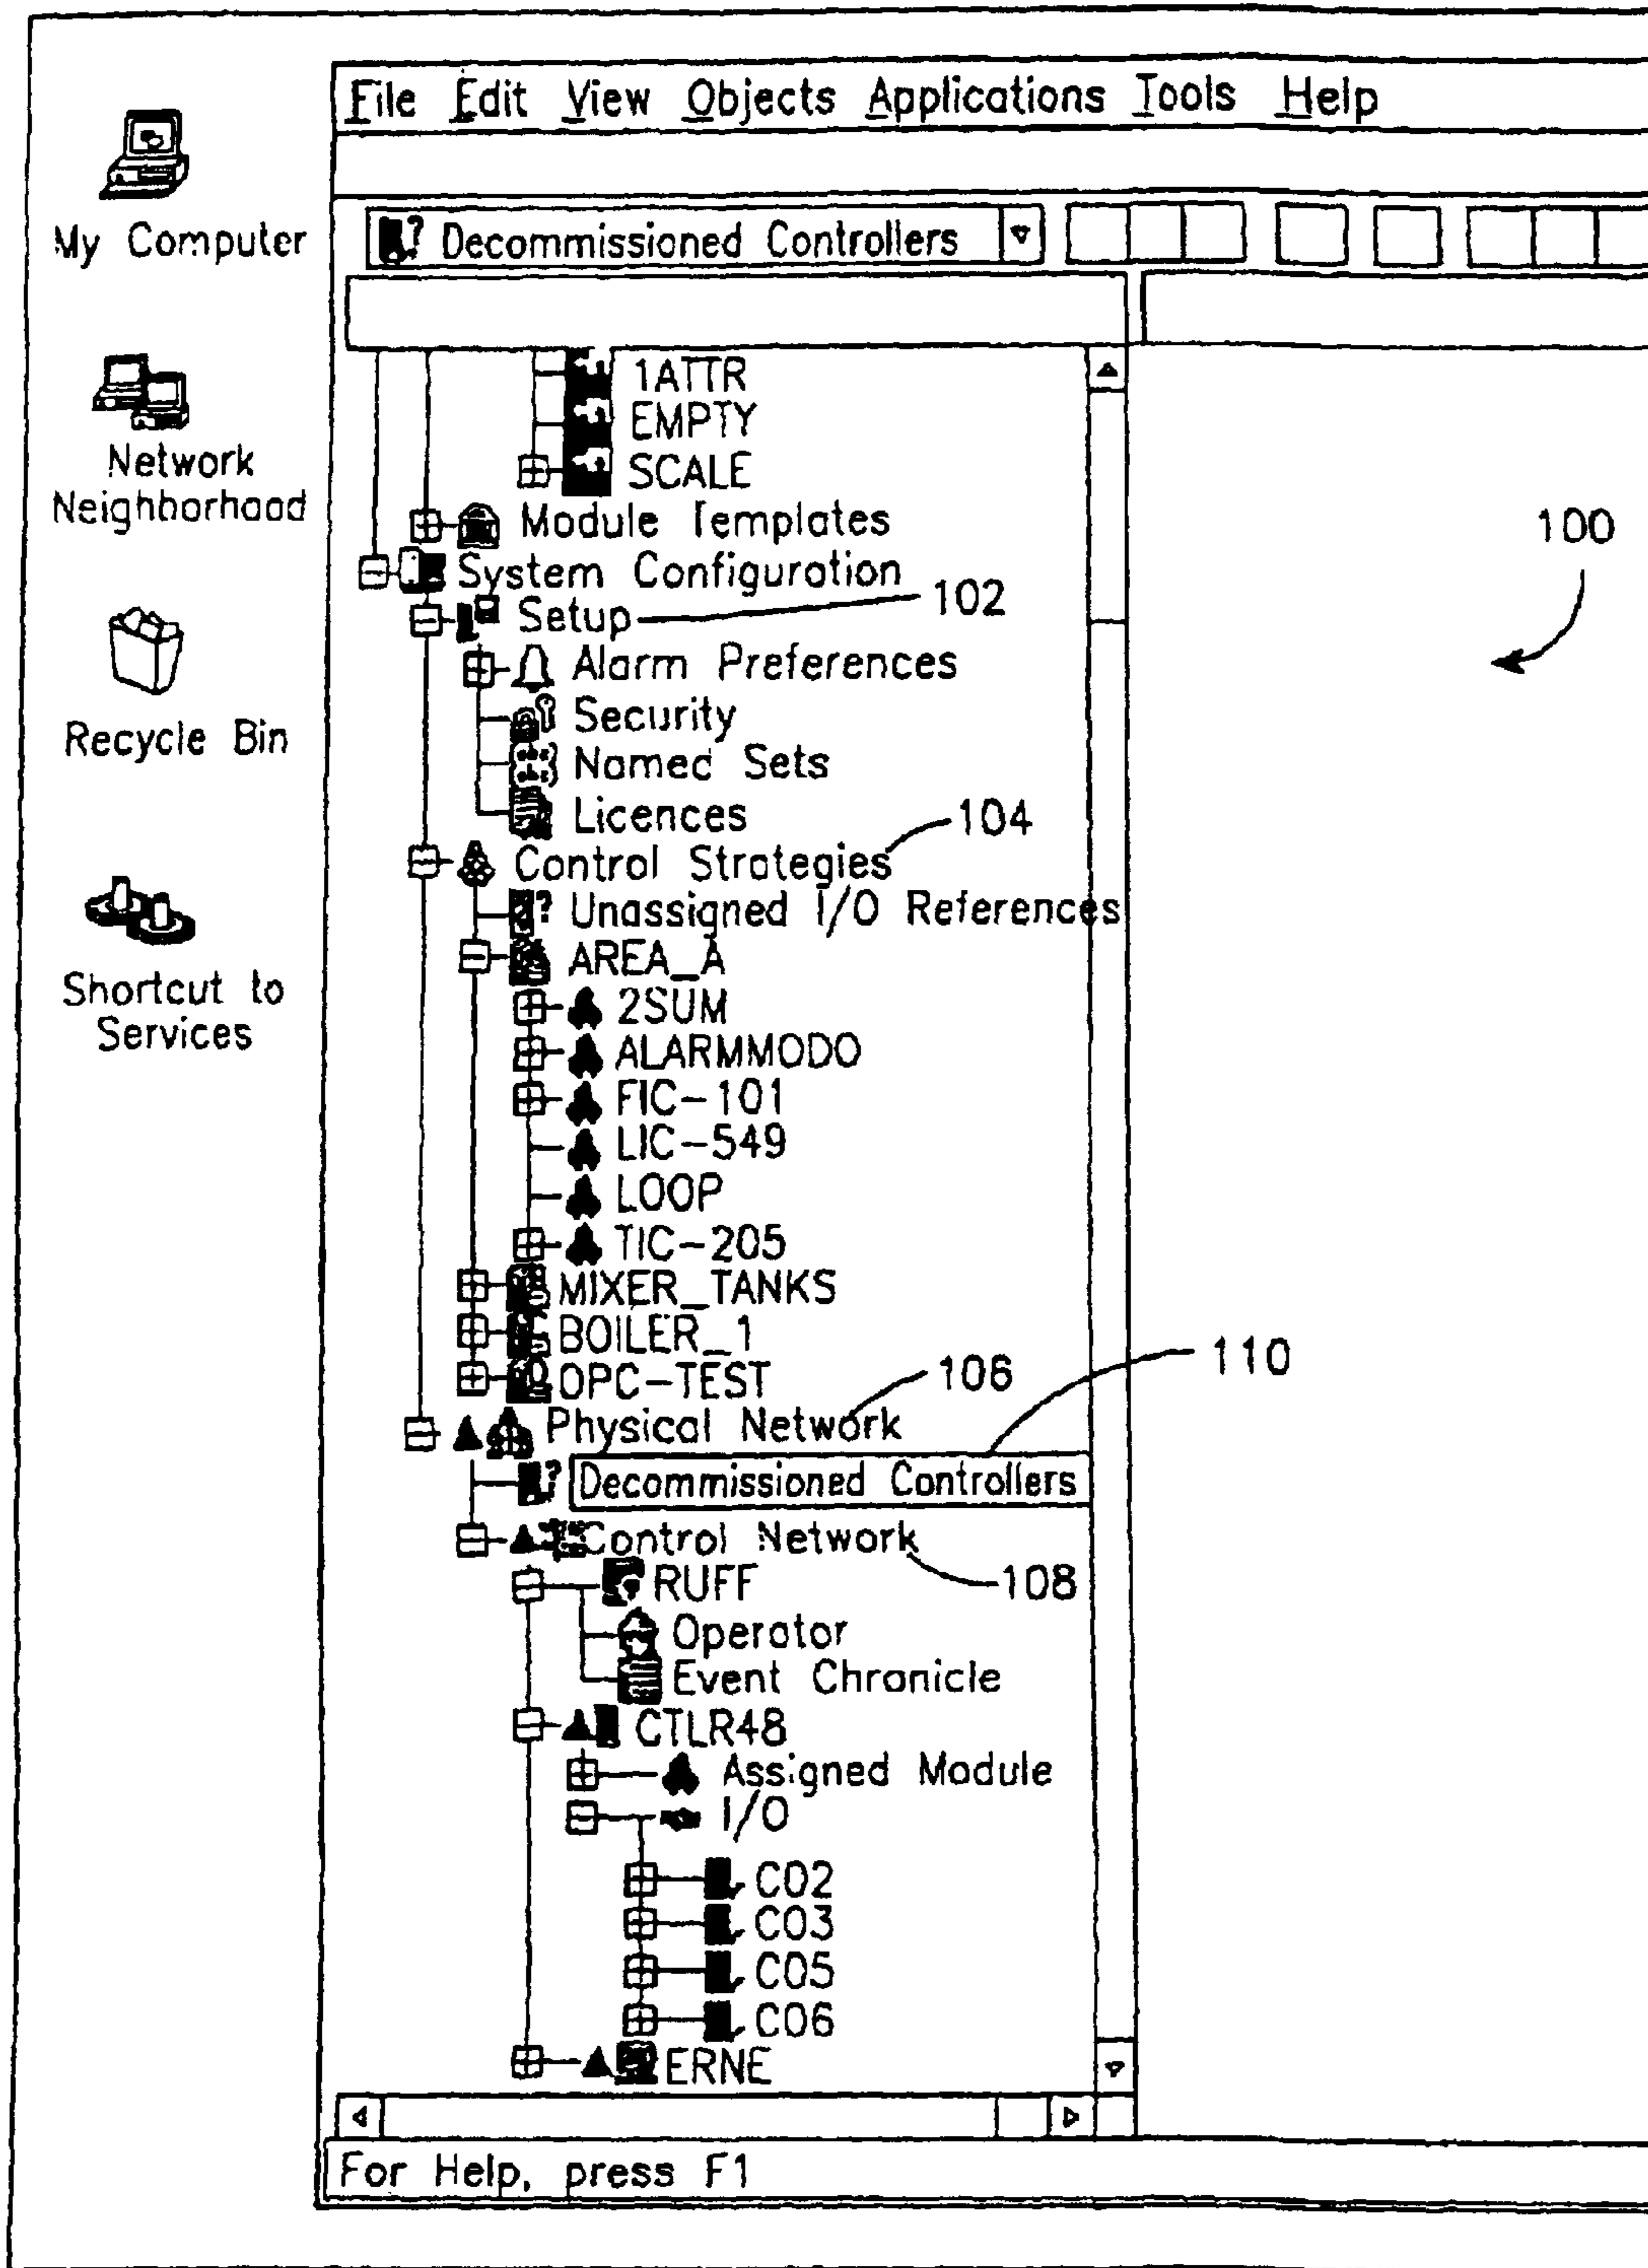 File Edit View Objects Applications Tools Help
My Computer
? Decommissioned Controllers
Network
Neighborhood
Recycle Bin
Shortcut to
Services
1ATTR
EMPTY
SCALE
Module Templates
100
System Configuration
Setup 102
Alarm Preferences
Security
Named Sets
Licences
104
Control Strategies
? Unassigned I/O References
AREA_A
2SUM
ALARMMODO
FIC-101
LIC-549
LOOP
TIC-205
MIXER_TANKS
BOILER_1
110
OPC-TEST 106
Physical Network
? Decommissioned Controllers
Control Network
RUFF 108
Operator
Event Chronicle
CTLR48
Assigned Module
I/O
C02
C03
C05
C06
ERNE
For Help, press F1